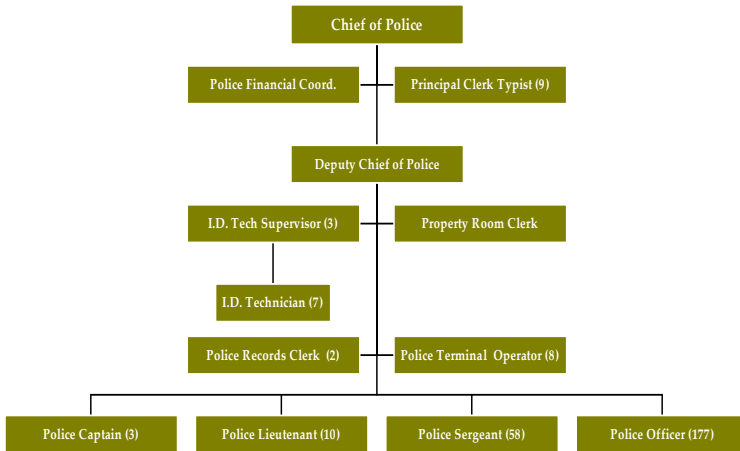 Chief of Police
Police Financial Coord.
Principal Clerk Typist (9)
Deputy Chief of Police
I.D. Tech Supervisor (3)
Property Room Clerk
I.D. Technician (7)
Police Records Clerk (2)
Police Terminal Operator (8)
Police Captain (3)
Police Lieutenant (10)
Police Sergeant (58)
Police Officer (177)